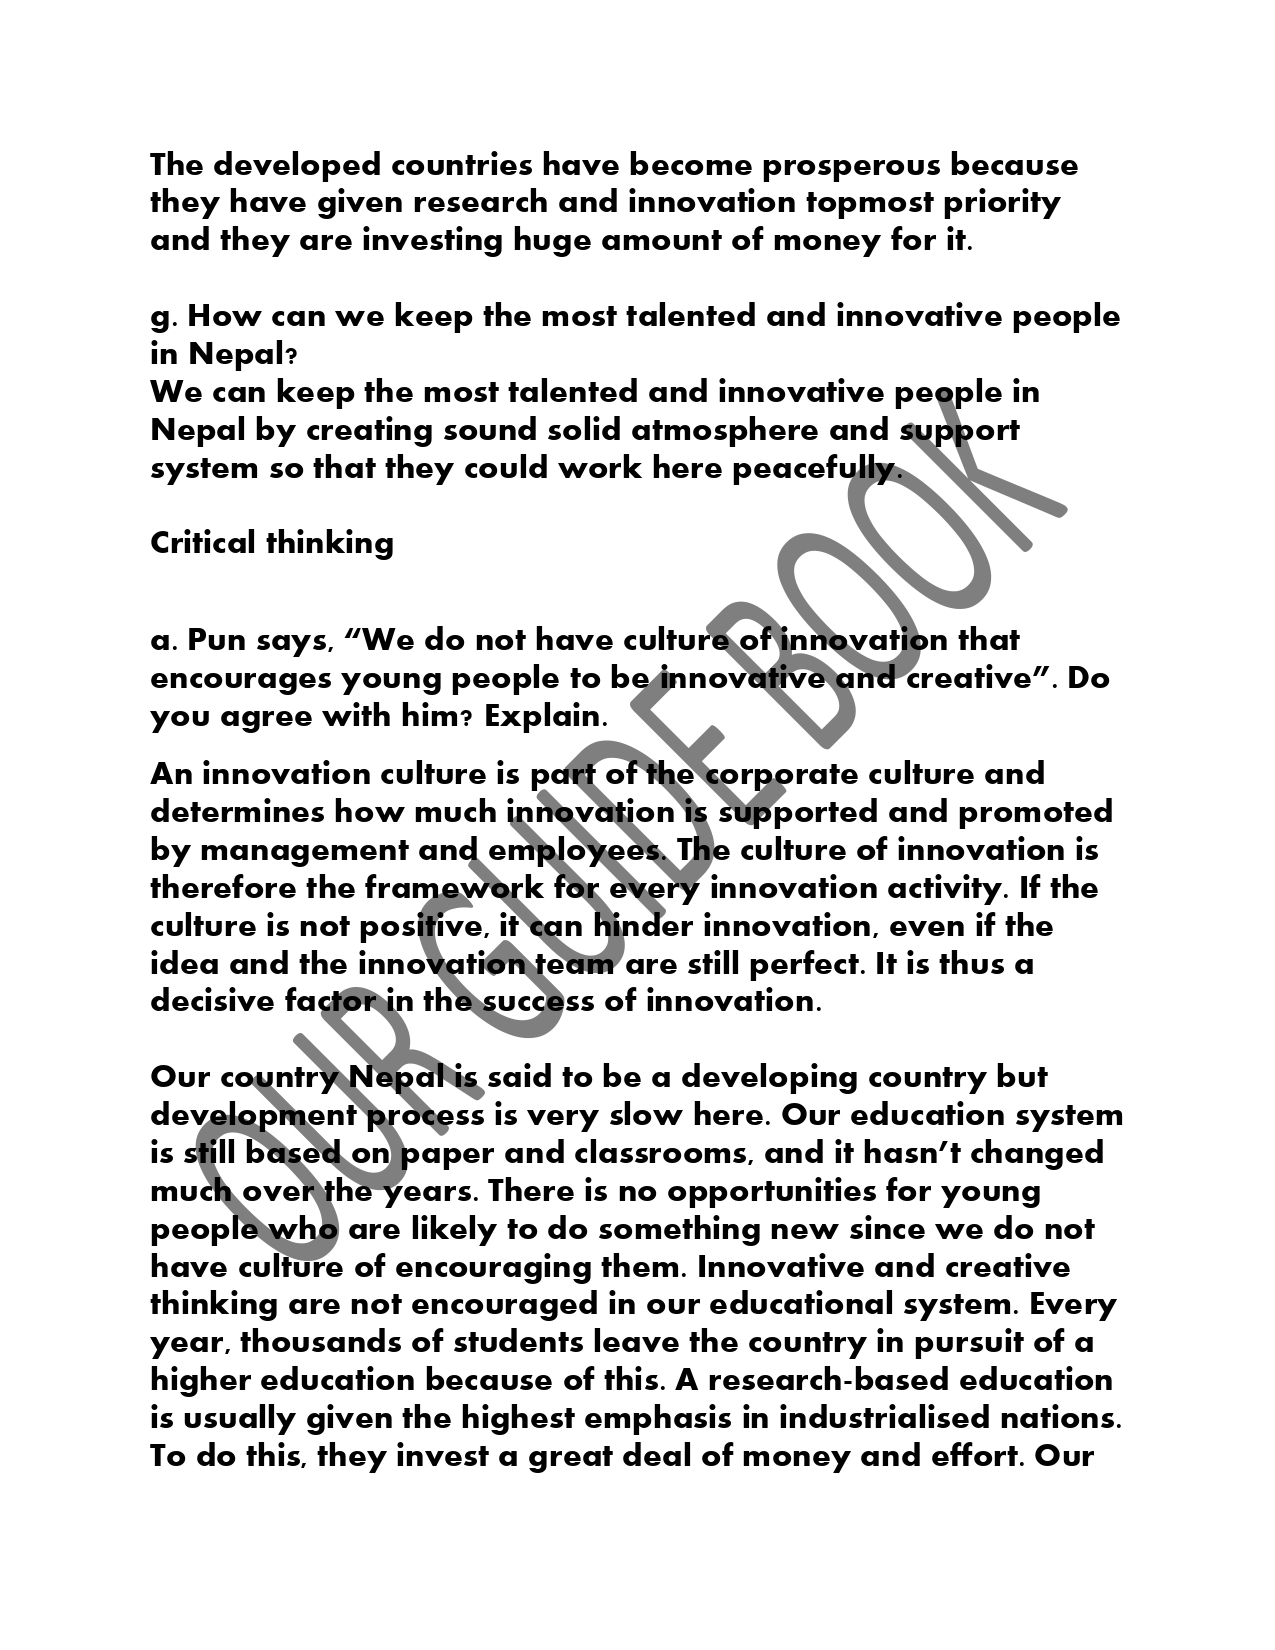 The developed countries have become prosperous because
they have given research and innovation topmost priority
and they are investing huge amount of money for it.
g. How can we keep the most talented and innovative people
in Nepal?
We can keep the most talented and innovative people in
Nepal by creating sound solid atmosphere and support
system so that they could work here peacefully.
Critical thinking
a. Pun says, “We do not have culture of innovation that
encourages young people to be innovative and creative”. Do
you agree with him? Explain.
An innovation culture is part of the corporate culture and
determines how much innovation is supported and promoted
by management and employees. The culture of innovation is
therefore the framework for every innovation activity. If the
culture is not positive, it can hinder innovation, even if the
idea and the innovation team are still perfect. It is thus a
decisive factor in the success of innovation.
Our country Nepal is said to be a developing country but
development process is very slow here. Our education system
is still based on paper and classrooms, and it hasn’t changed
much over the years. There is no opportunities for young
people who are likely to do something new since we do not
have culture of encouraging them. Innovative and creative
thinking are not encouraged in our educational system. Every
year, thousands of students leave the country in pursuit of a
higher education because of this. A research-based education
is usually given the highest emphasis in industrialised nations.
To do this, they invest a great deal of money and effort. Our
OUR GUIDE BOOK